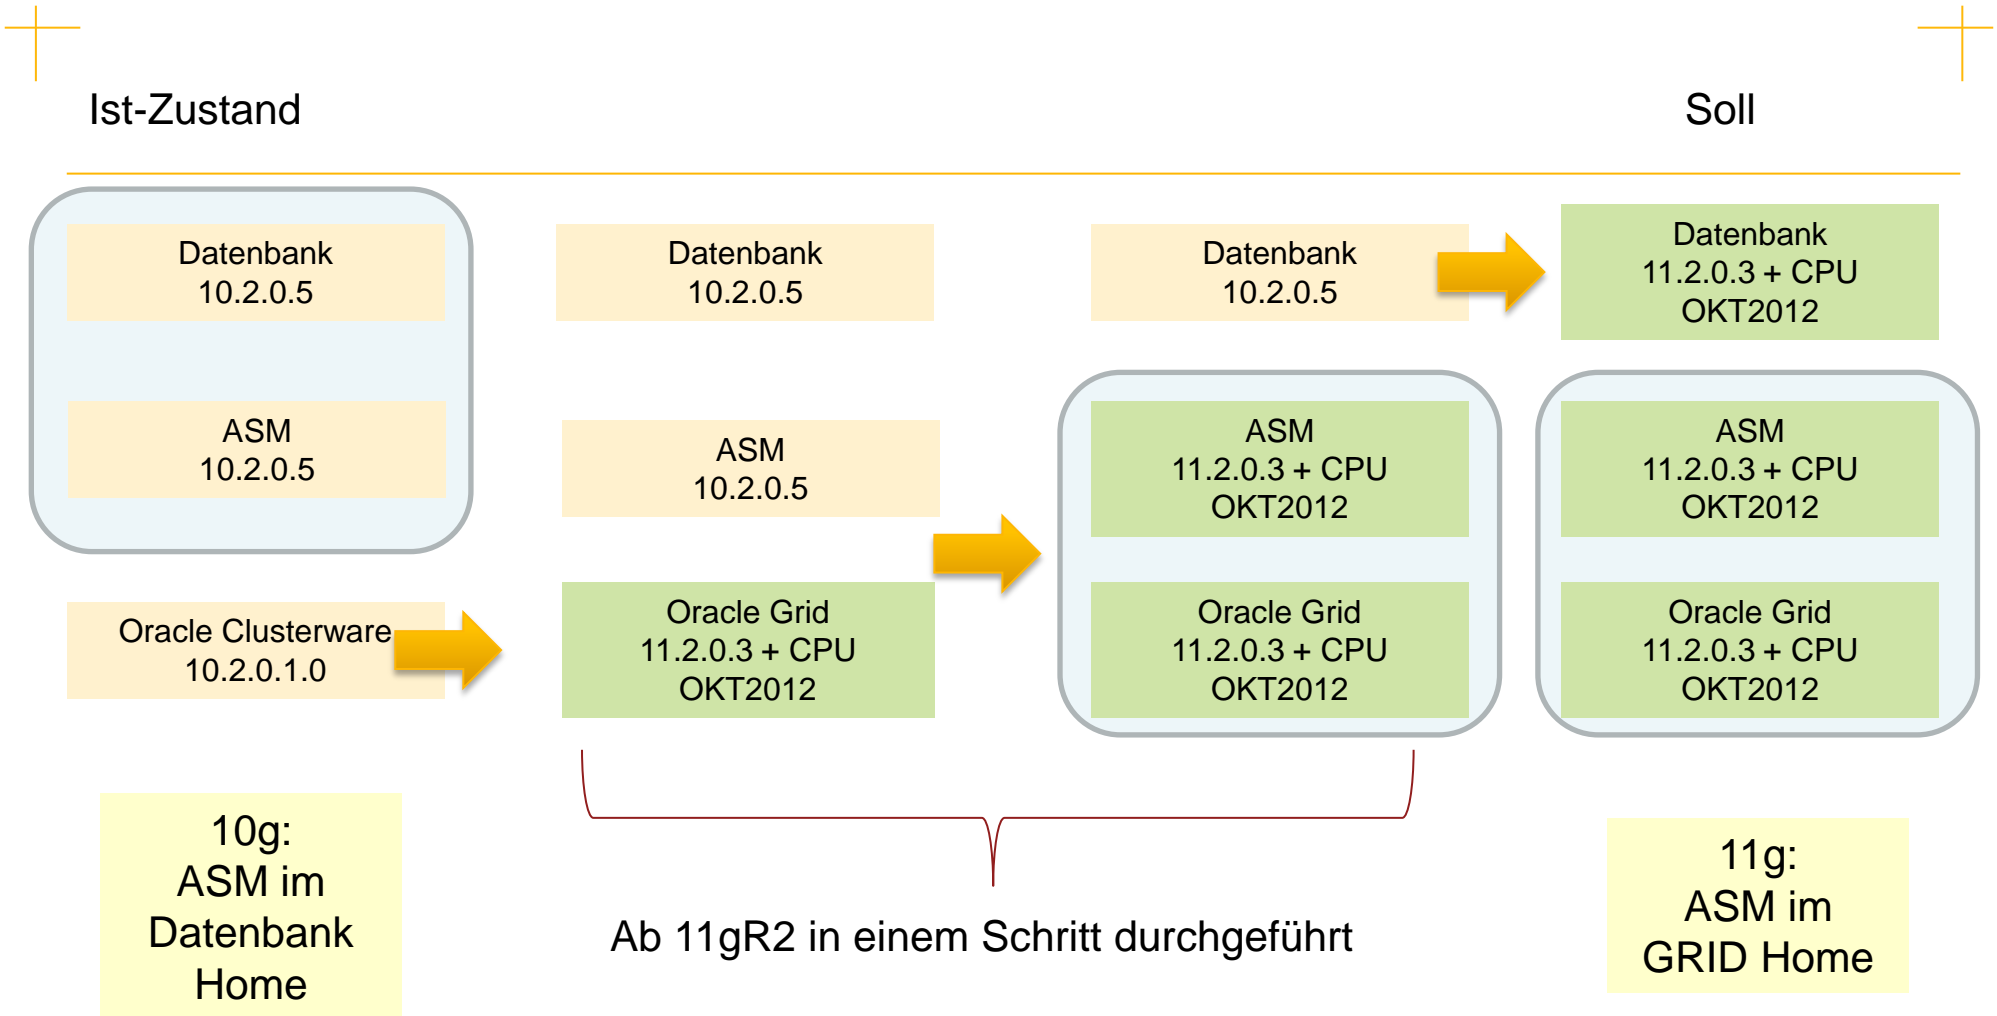 Ist-Zustand
Soll
Datenbank
10.2.0.5
ASM
10.2.0.5
Oracle Clusterware
10.2.0.1.0
Datenbank
10.2.0.5
ASM
10.2.0.5
Oracle Grid
11.2.0.3 + CPU
OKT2012
Datenbank
10.2.0.5
ASM
11.2.0.3 + CPU
OKT2012
Oracle Grid
11.2.0.3 + CPU
OKT2012
Datenbank
11.2.0.3 + CPU
OKT2012
ASM
11.2.0.3 + CPU
OKT2012
Oracle Grid
11.2.0.3 + CPU
OKT2012
10g:
ASM im
Datenbank
Home
Ab 11gR2 in einem Schritt durchgeführt
11g:
ASM im
GRID Home